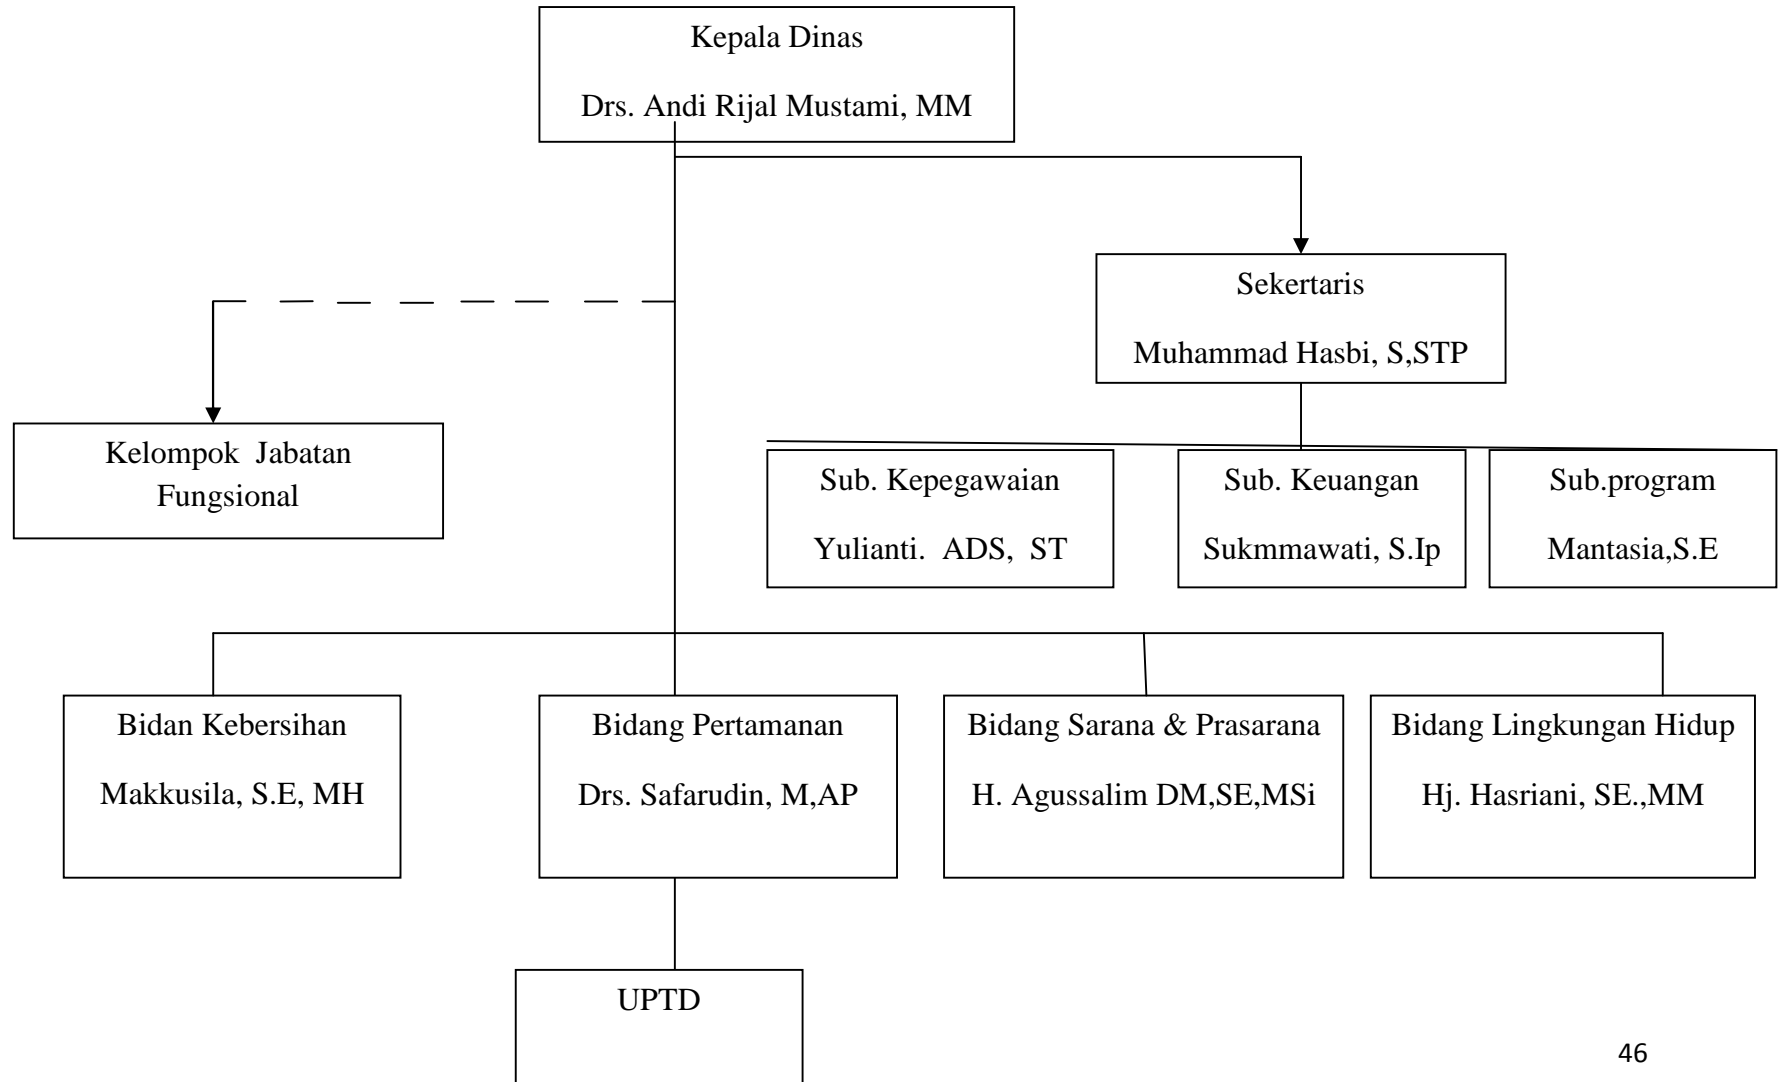 Kepala Dinas
Drs. Andi Rijal Mustami, MM
Sekertaris
Muhammad Hasbi, S,STP
Kelompok  Jabatan
Fungsional
Sub. Kepegawaian
Yulianti.  ADS,  ST
Sub. Keuangan
Sukmmawati, S.Ip
Sub.program
Mantasia,S.E
Bidan Kebersihan
Makkusila, S.E, MH
Bidang Pertamanan
Drs. Safarudin, M,AP
Bidang Sarana & Prasarana
H. Agussalim DM,SE,MSi
Bidang Lingkungan Hidup
Hj. Hasriani, SE.,MM
UPTD
46